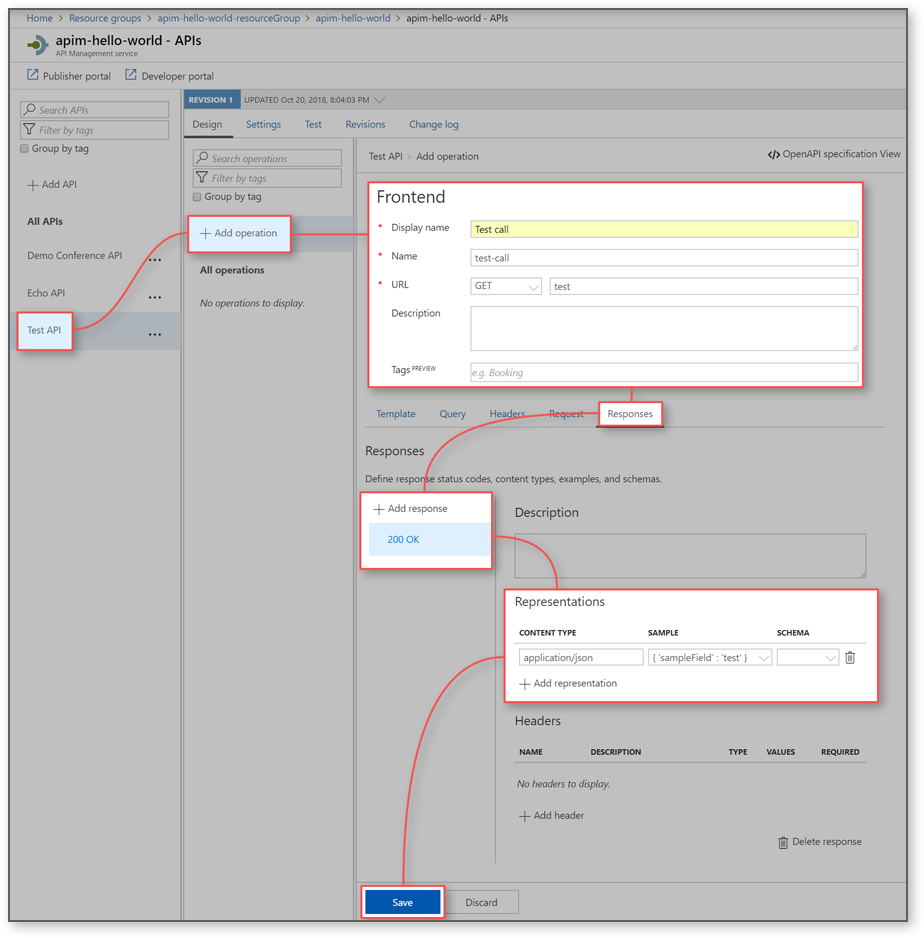 Home > Resource groups > apim-hello-world-resourceGroup > apim-hello-world > apim-hello-world - APIs
apim-hello-world - APIs
API Management service
Publisher portal Developer portal
Search APIs
Filter by tags
Group by tag
+ Add API
All APIs
Demo Conference API ...
Echo API ...
Test API ...
REVISION 1 UPDATED Oct 20, 2018, 8:04:03 PM
Design Settings Test Revisions Change log
Search operations
Filter by tags
Group by tag
+ Add operation
All operations
No operations to display.
Test API > Add operation
</> OpenAPI specification View
Frontend
* Display name Test call
* Name test-call
* URL GET test
Description
Tags PREVIEW e.g. Booking
Template Query Headers Request Responses
Responses
Define response status codes, content types, examples, and schemas.
+ Add response
200 OK
Description
Representations
CONTENT TYPE SAMPLE SCHEMA
application/json { 'sampleField' : 'test' }
+ Add representation
Headers
NAME DESCRIPTION TYPE VALUES REQUIRED
No headers to display.
+ Add header
Delete response
Save Discard